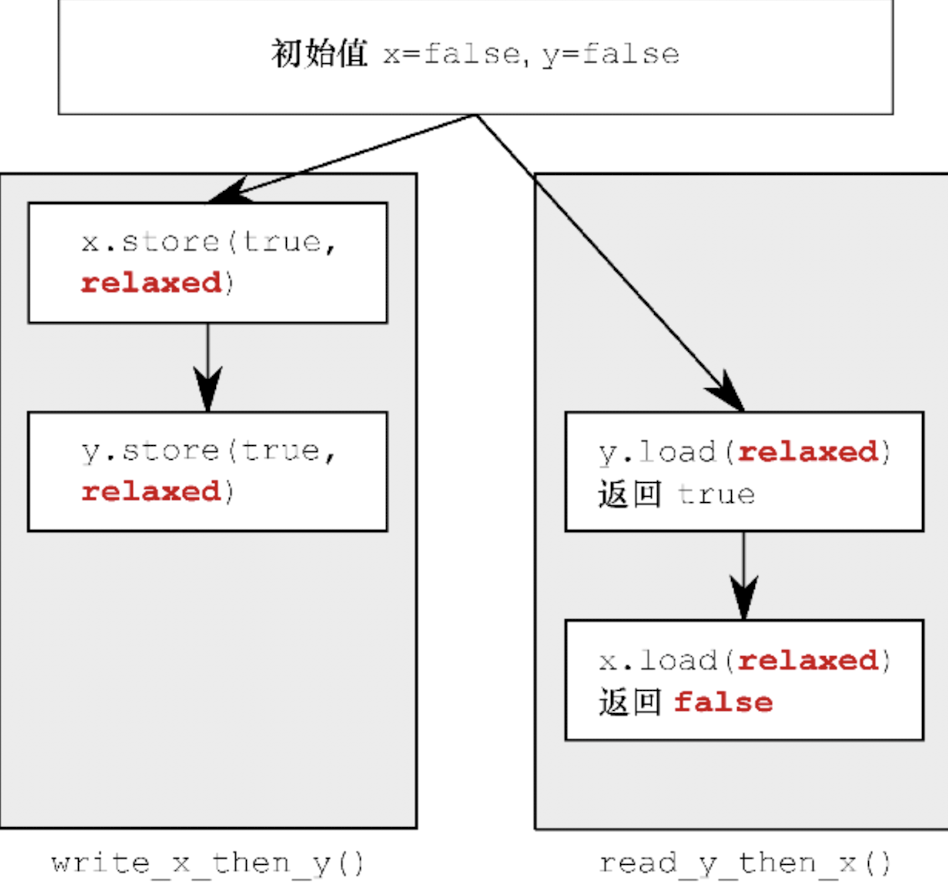 初始值 x=false, y=false
x.store(true,
relaxed)
y.store(true,
relaxed)
y.load(relaxed)
返回 true
x.load(relaxed)
返回 false
write_x_then_y()
read_y_then_x()